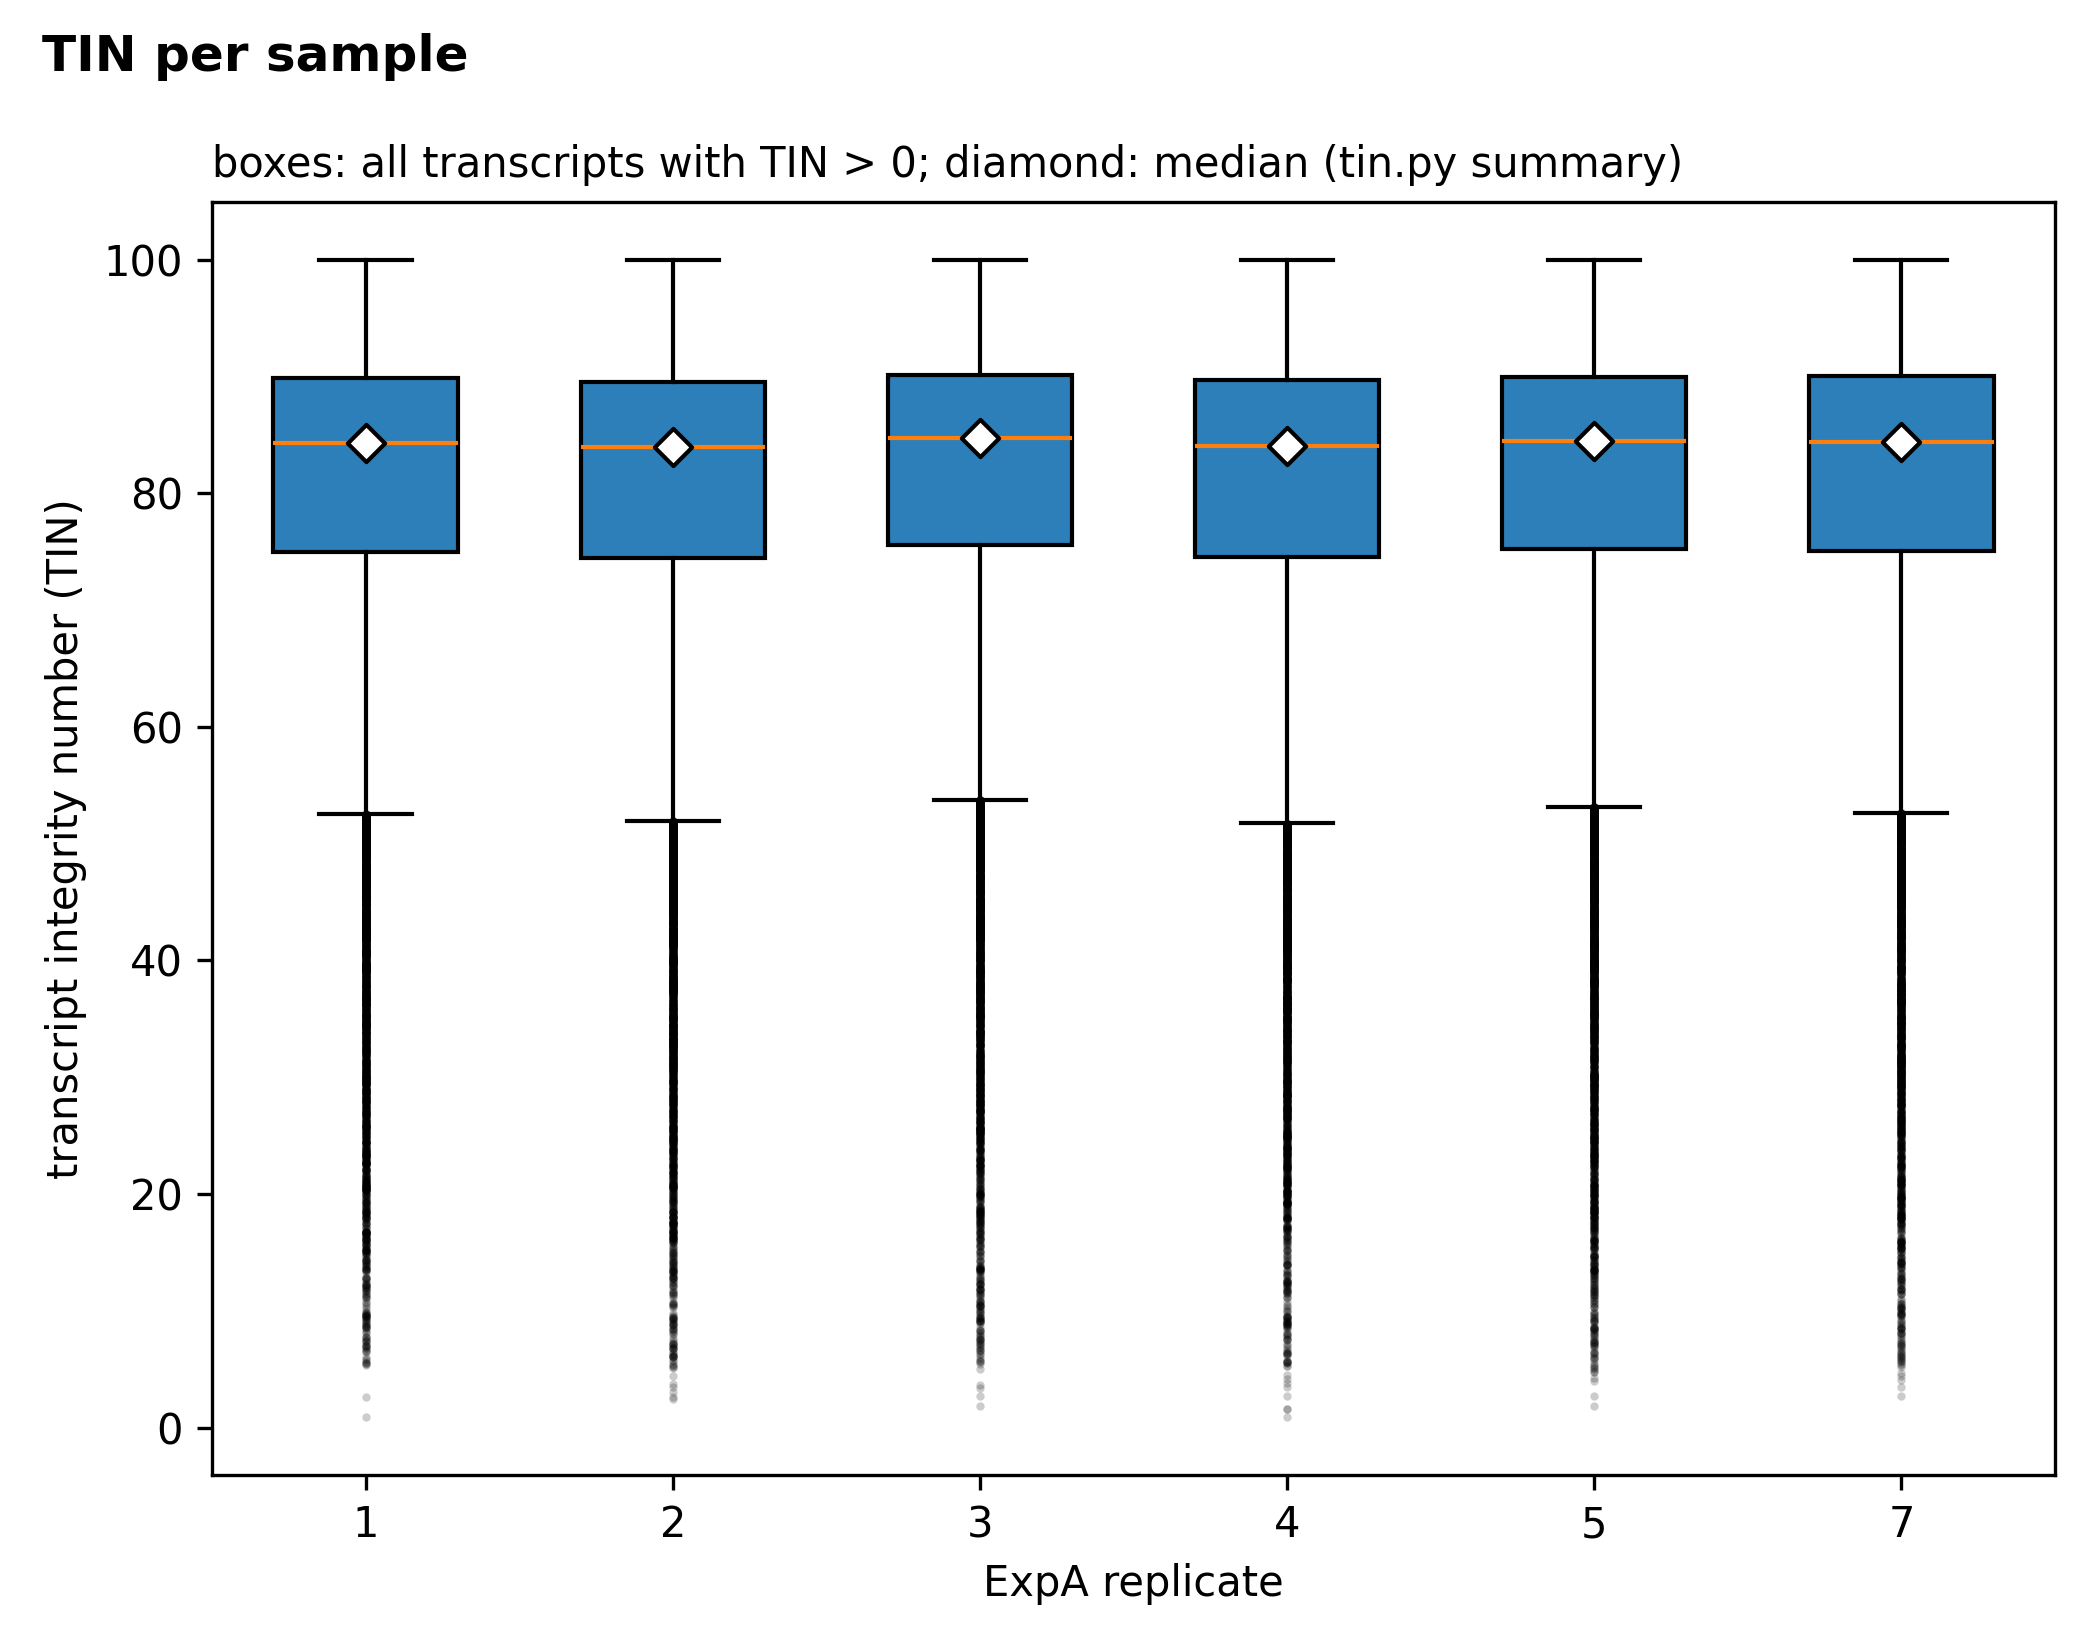 TIN per sample
boxes: all transcripts with TIN > 0; diamond: median (tin.py summary)
transcript integrity number (TIN)
100
80
60
40
20
0
1 2 3 4 5 7
ExpA replicate